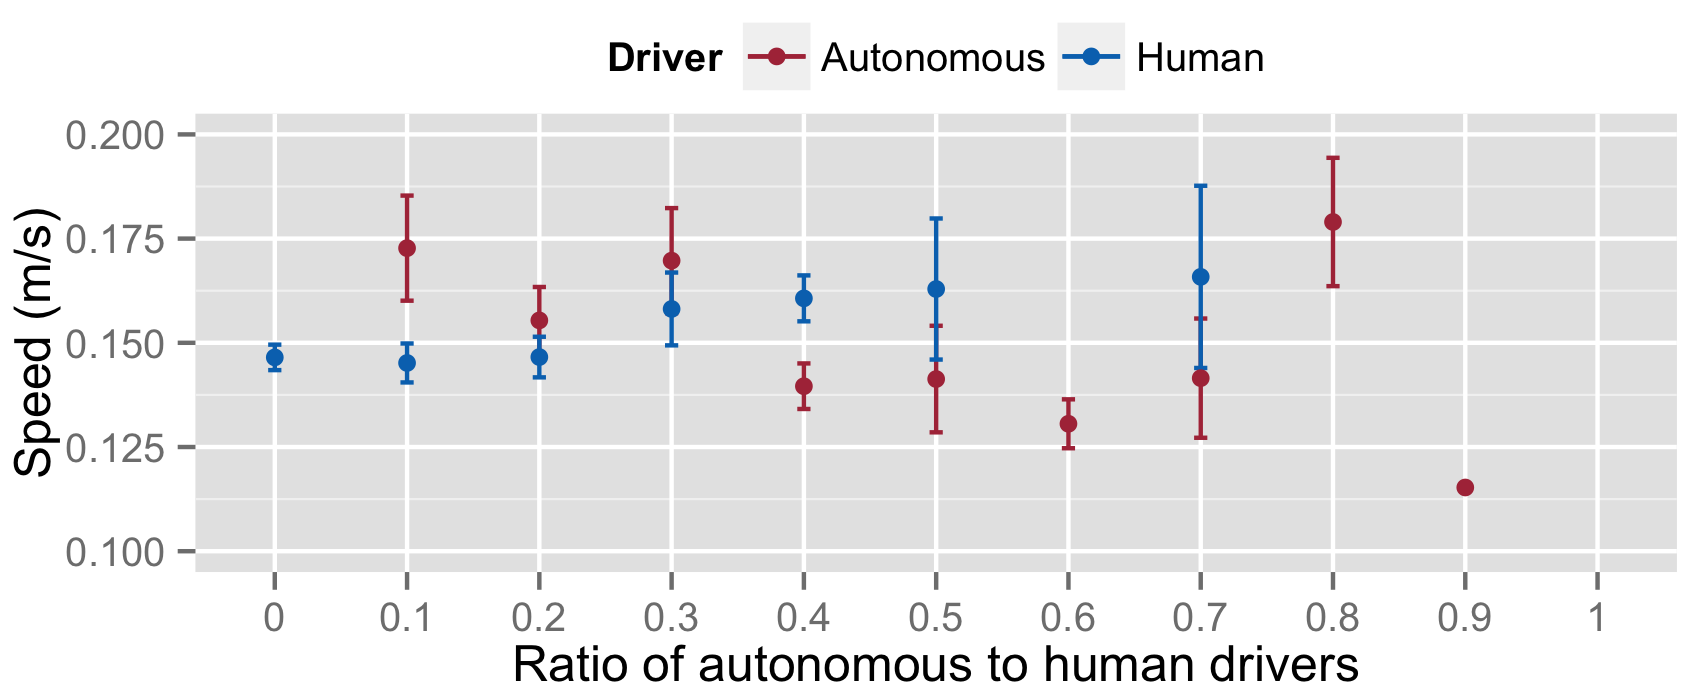 Driver Autonomous Human
0.200
0.175
0.150
0.125
0.100
Speed (m/s)
0 0.1 0.2 0.3 0.4 0.5 0.6 0.7 0.8 0.9 1
Ratio of autonomous to human drivers